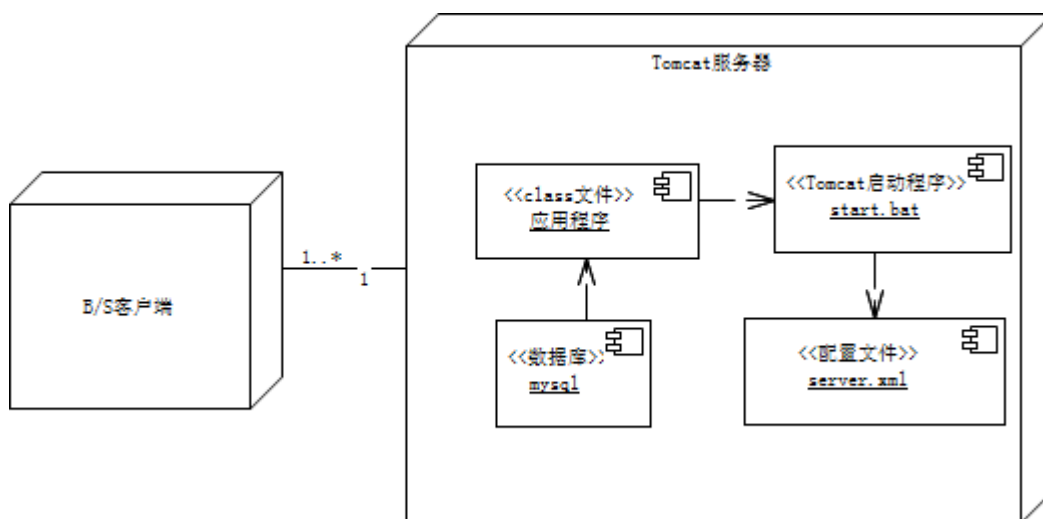 Tomcat服务器
<<class文件>>
应用程序
<<Tomcat启动程序>>
start.bat
1..*
1
B/S客户端
<<数据库>>
mysql
<<配置文件>>
server.xml